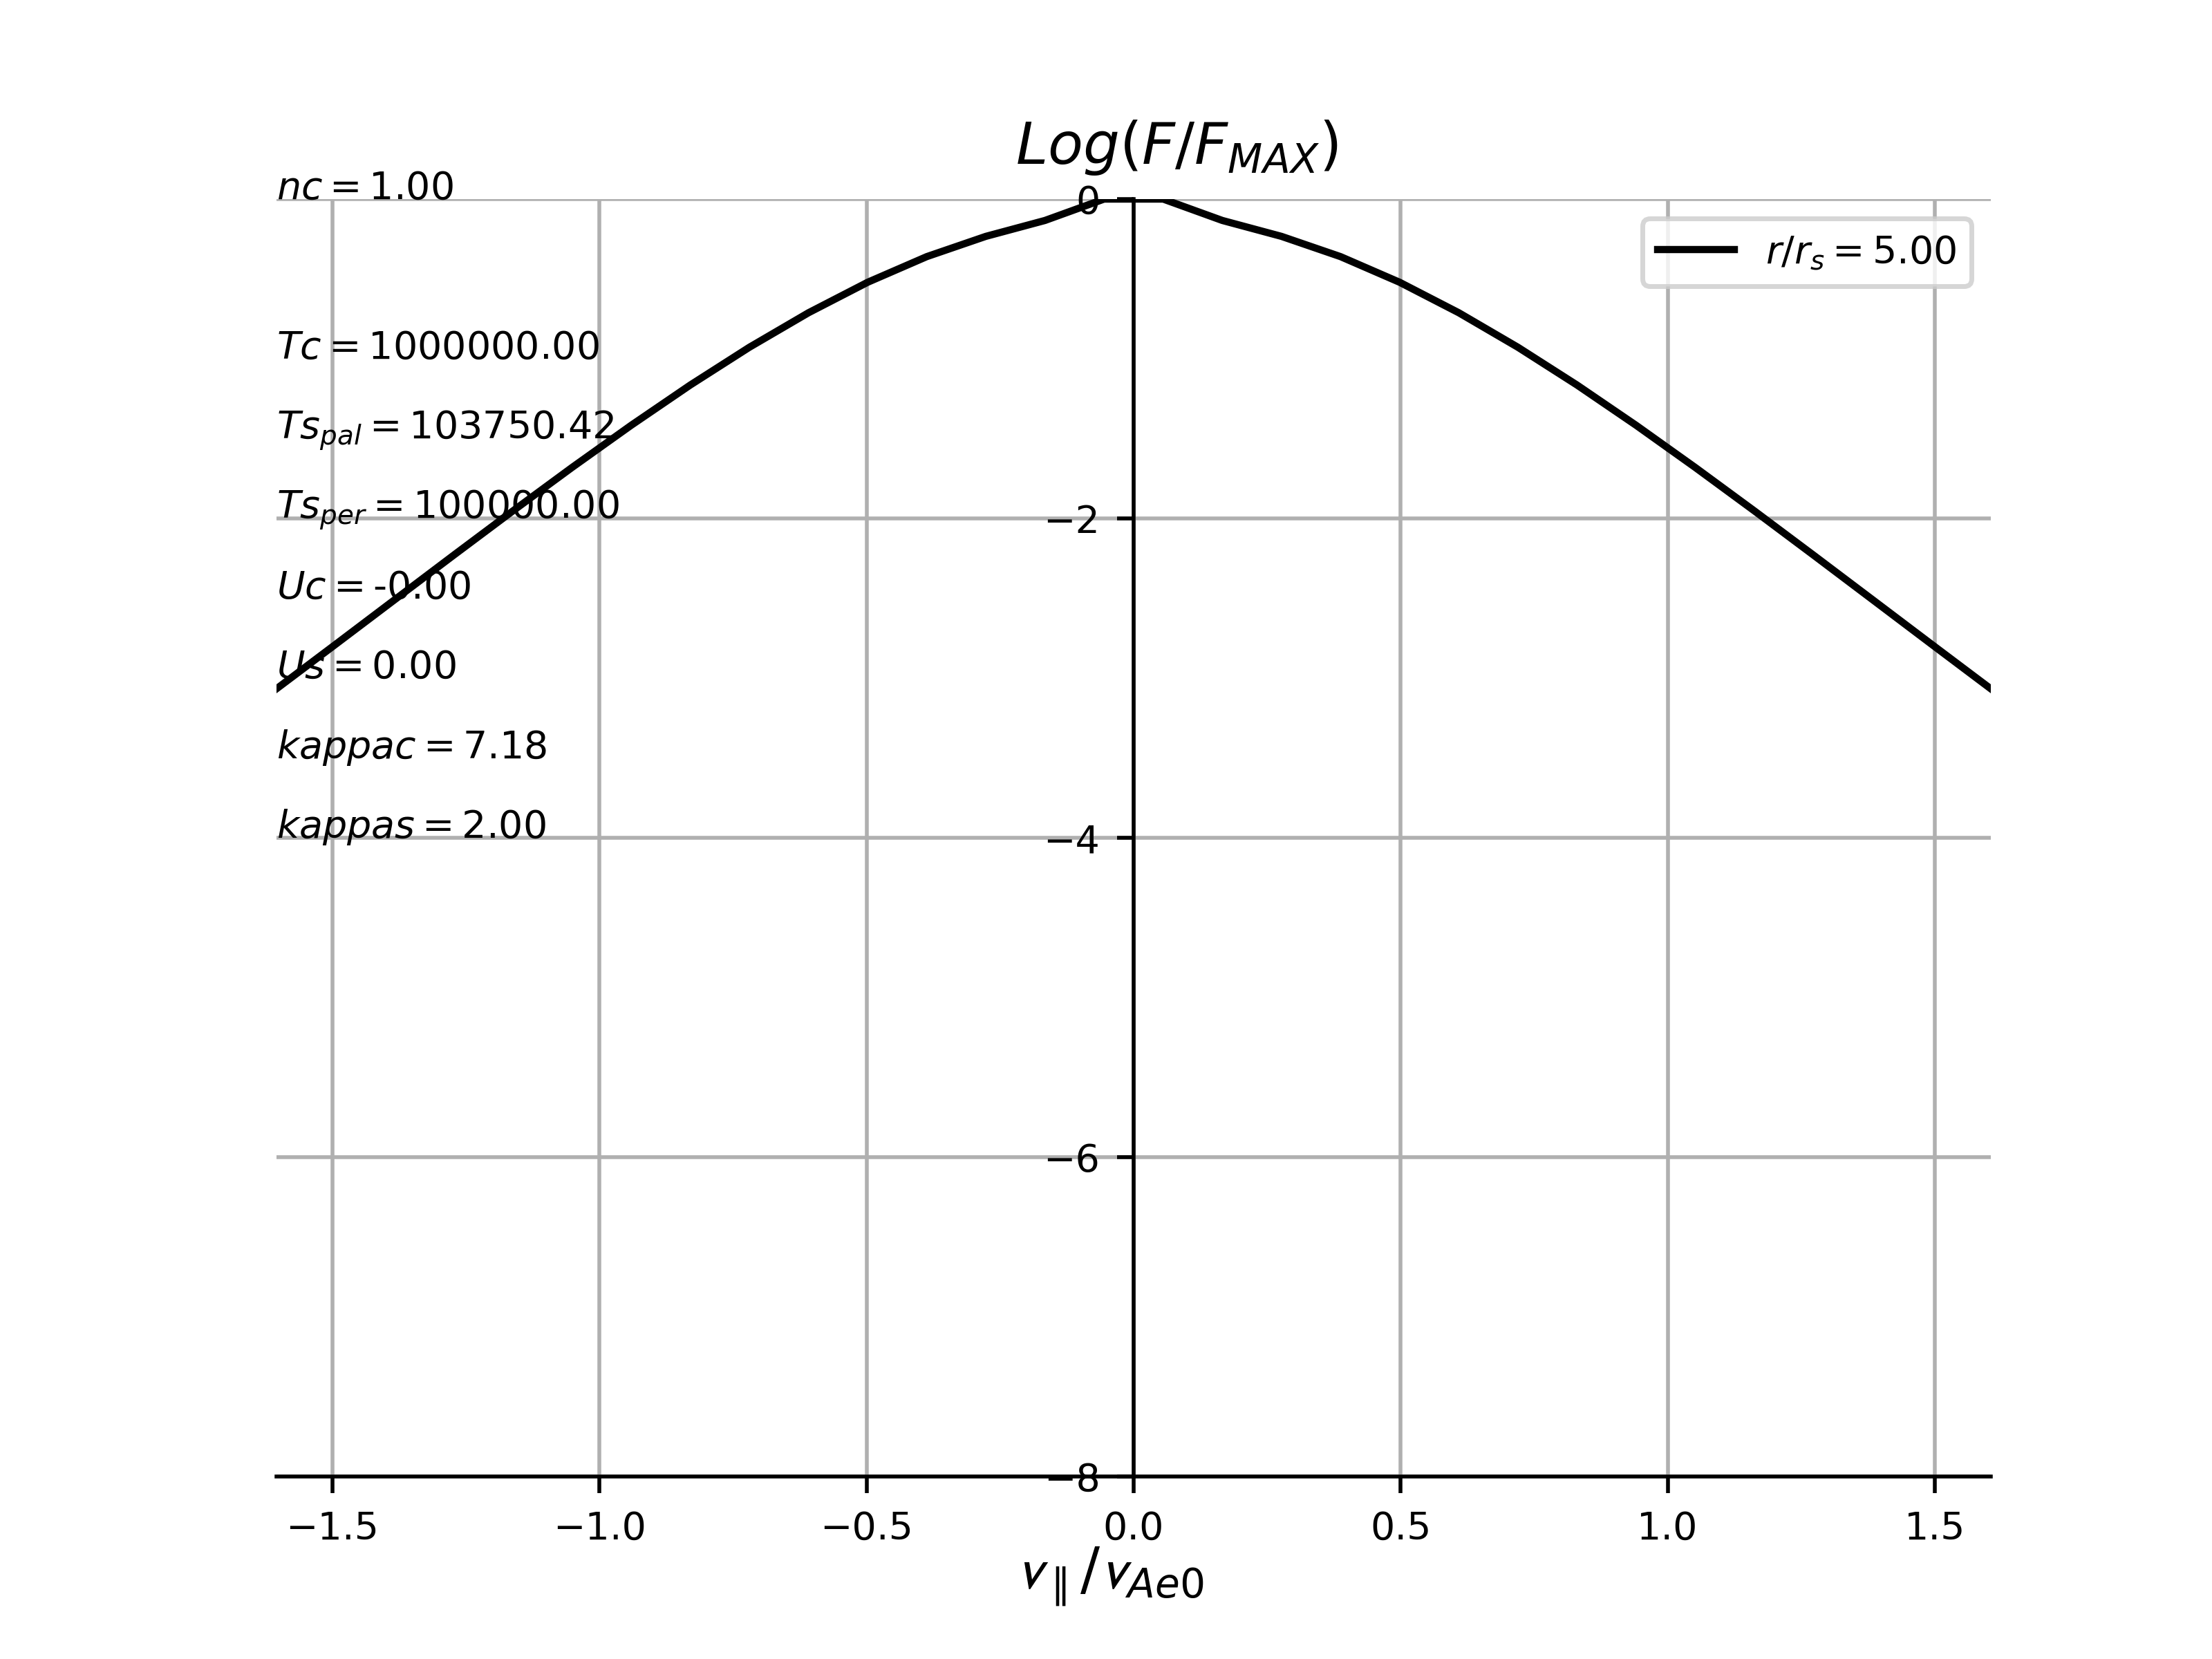 Log(F/F_MAX)
nc = 1.00
0
r/r_s = 5.00
Tc = 1000000.00
Ts_pal = 103750.42
Ts_per = 100000.00
−2
Uc = -0.00
Us = 0.00
kappac = 7.18
kappas = 2.00
−4
−6
−8
−1.5 −1.0 −0.5 0.0 0.5 1.0 1.5
v_∥/v_Ae0